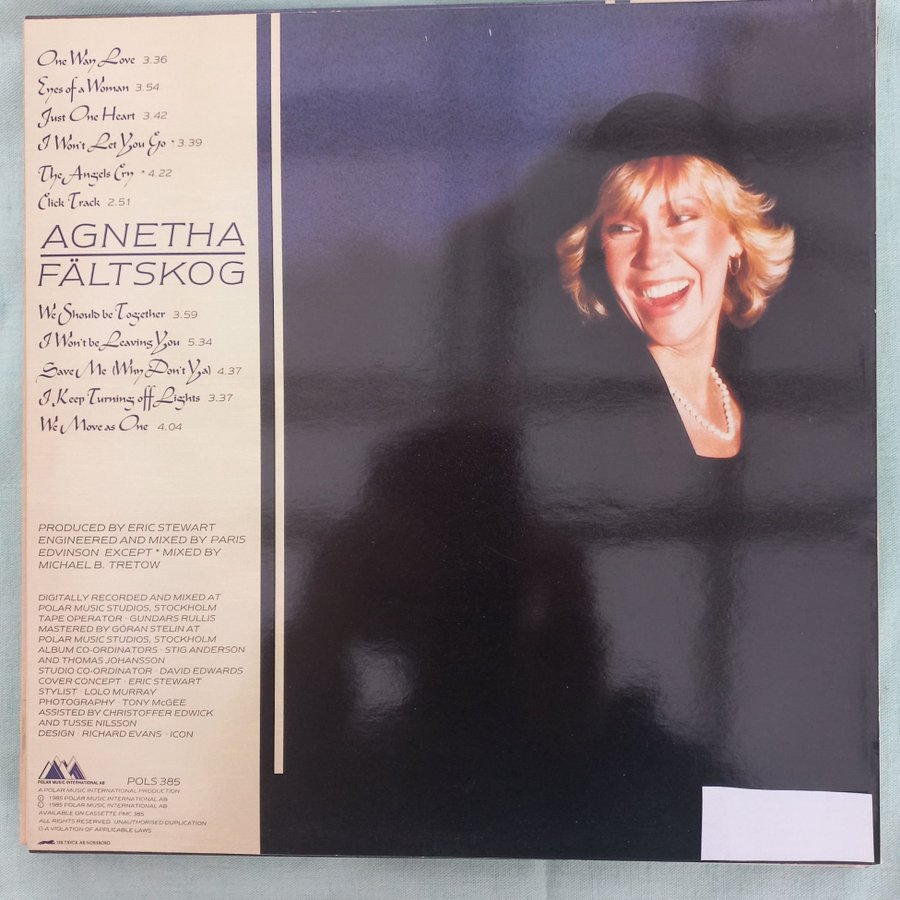 One Way Love 3.36
Eyes of a Woman 3.54
Just One Heart 3.42
I Won't Let You Go * 3.39
The Angels Cry * 4.22
Click Track 2.51
AGNETHA
FÄLTSKOG
We Should be Together 3.59
I Won't be Leaving You 5.34
Save Me (Why Don't Ya) 4.37
I Keep Turning off Lights 3.37
We Move as One 4.04
PRODUCED BY ERIC STEWART
ENGINEERED AND MIXED BY PARIS
EDVINSON EXCEPT * MIXED BY
MICHAEL B. TRETOW
DIGITALLY RECORDED AND MIXED AT
POLAR MUSIC STUDIOS, STOCKHOLM
TAPE OPERATOR · GUNDARS RULLIS
MASTERED BY GÖRAN STELIN AT
POLAR MUSIC STUDIOS, STOCKHOLM
ALBUM CO-ORDINATORS · STIG ANDERSON
AND THOMAS JOHANSSON
STUDIO CO-ORDINATOR · DAVID EDWARDS
COVER CONCEPT · ERIC STEWART
STYLIST · LOLO MURRAY
PHOTOGRAPHY · TONY McGEE
ASSISTED BY CHRISTOFFER EDWICK
AND TUSSE NILSSON
DESIGN · RICHARD EVANS · ICON
POLAR MUSIC INTERNATIONAL AB
POLS 385
A POLAR MUSIC INTERNATIONAL PRODUCTION
Ⓟ 1985 POLAR MUSIC INTERNATIONAL AB
© 1985 POLAR MUSIC INTERNATIONAL AB
AVAILABLE ON CASSETTE PMC 385
ALL RIGHTS RESERVED. UNAUTHORISED DUPLICATION
IS A VIOLATION OF APPLICABLE LAWS
TRYCK AB NORSBORG